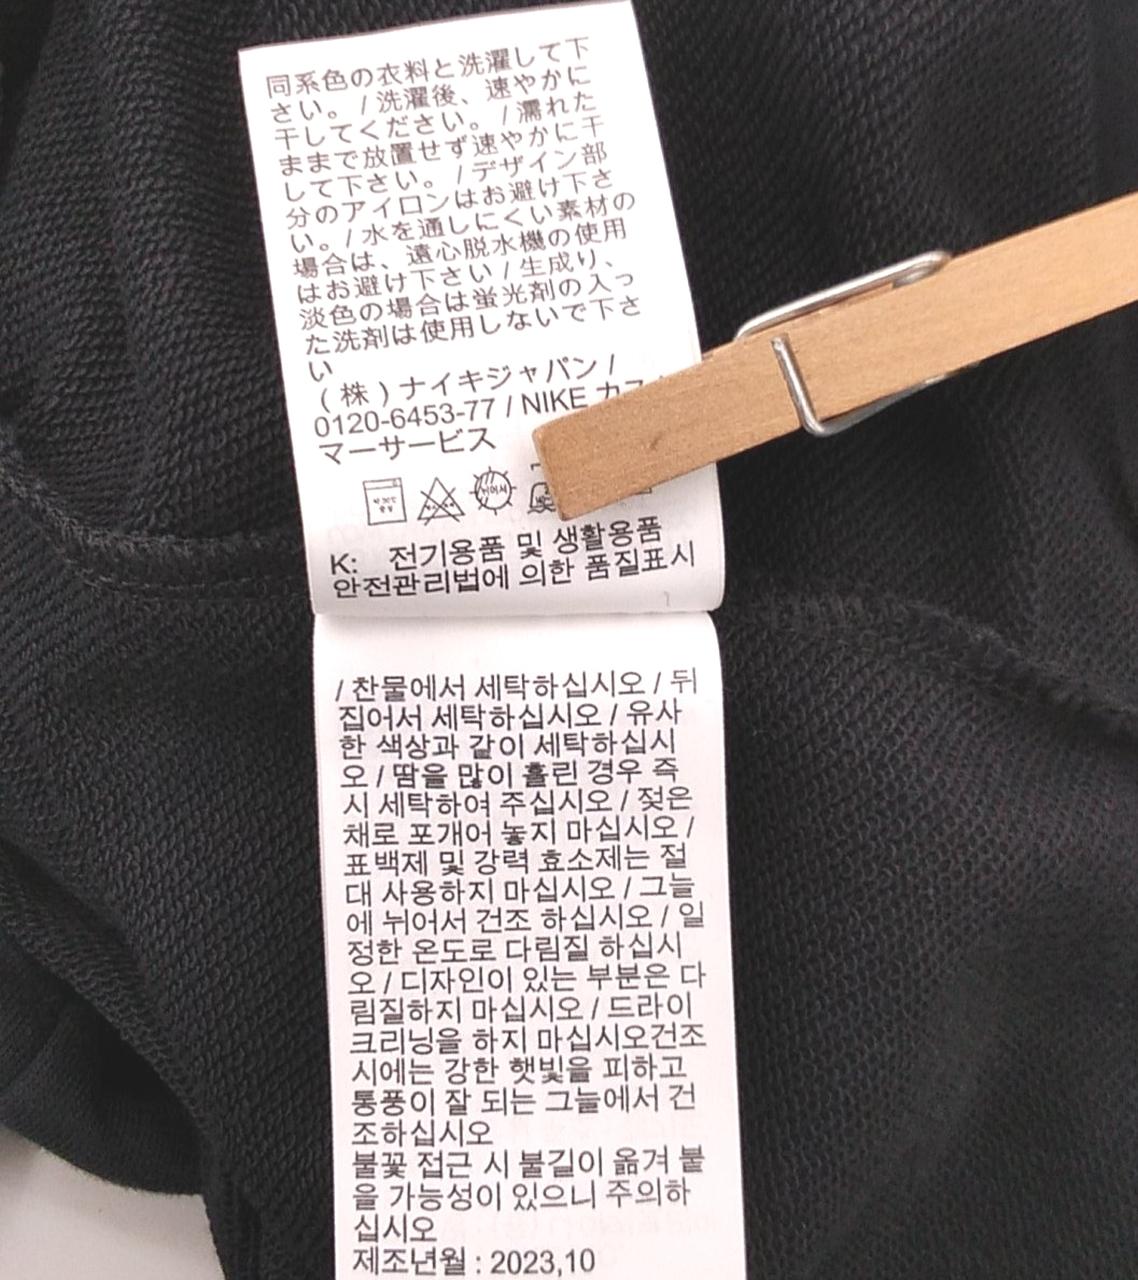 同系色の衣料と洗濯して下
さい。 / 洗濯後、速やかに
干してください。 / 濡れた
ままで放置せず速やかに干
して下さい。 / デザイン部
分のアイロンはお避け下さ
い。 / 水を通しにくい素材の
場合は、遠心脱水機の使用
はお避け下さい / 生成り、
淡色の場合は蛍光剤の入っ
た洗剤は使用しないで下さ
い
( 株 ) ナイキジャパン /
0120-6453-77 / NIKE カス
マーサービス
K: 전기용품 및 생활용품
안전관리법에 의한 품질표시
/ 찬물에서 세탁하십시오 / 뒤
집어서 세탁하십시오 / 유사
한 색상과 같이 세탁하십시
오 / 땀을 많이 흘린 경우 즉
시 세탁하여 주십시오 / 젖은
채로 포개어 놓지 마십시오 /
표백제 및 강력 효소제는 절
대 사용하지 마십시오 / 그늘
에 뉘어서 건조 하십시오 / 일
정한 온도로 다림질 하십시
오 / 디자인이 있는 부분은 다
림질하지 마십시오 / 드라이
크리닝을 하지 마십시오건조
시에는 강한 햇빛을 피하고
통풍이 잘 되는 그늘에서 건
조하십시오
불꽃 접근 시 불길이 옮겨 붙
을 가능성이 있으니 주의하
십시오
제조년월 : 2023,10